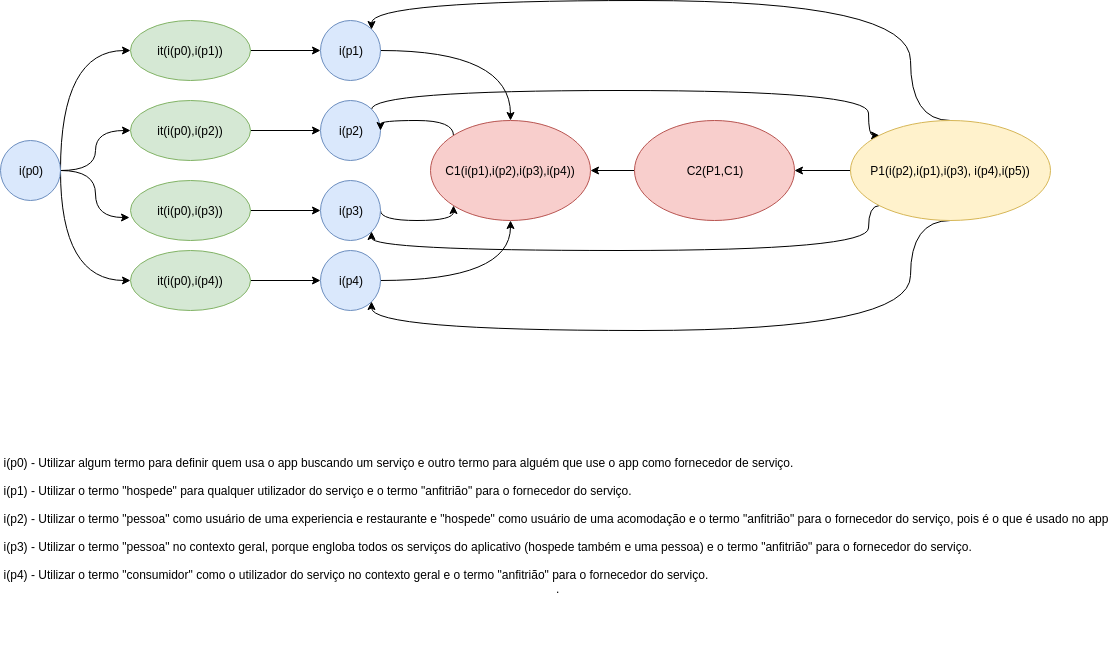 it(i(p0),i(p1))
i(p1)
it(i(p0),i(p2))
i(p2)
i(p0)
C1(i(p1),i(p2),i(p3),i(p4))
C2(P1,C1)
P1(i(p2),i(p1),i(p3), i(p4),i(p5))
it(i(p0),i(p3))
i(p3)
it(i(p0),i(p4))
i(p4)
i(p0) - Utilizar algum termo para definir quem usa o app buscando um serviço e outro termo para alguém que use o app como fornecedor de serviço.
i(p1) - Utilizar o termo "hospede" para qualquer utilizador do serviço e o termo "anfitrião" para o fornecedor do serviço.
i(p2) - Utilizar o termo "pessoa" como usuário de uma experiencia e restaurante e "hospede" como usuário de uma acomodação e o termo "anfitrião" para o fornecedor do serviço, pois é o que é usado no app
i(p3) - Utilizar o termo "pessoa" no contexto geral, porque engloba todos os serviços do aplicativo (hospede também e uma pessoa) e o termo "anfitrião" para o fornecedor do serviço.
i(p4) - Utilizar o termo "consumidor" como o utilizador do serviço no contexto geral e o termo "anfitrião" para o fornecedor do serviço.
.